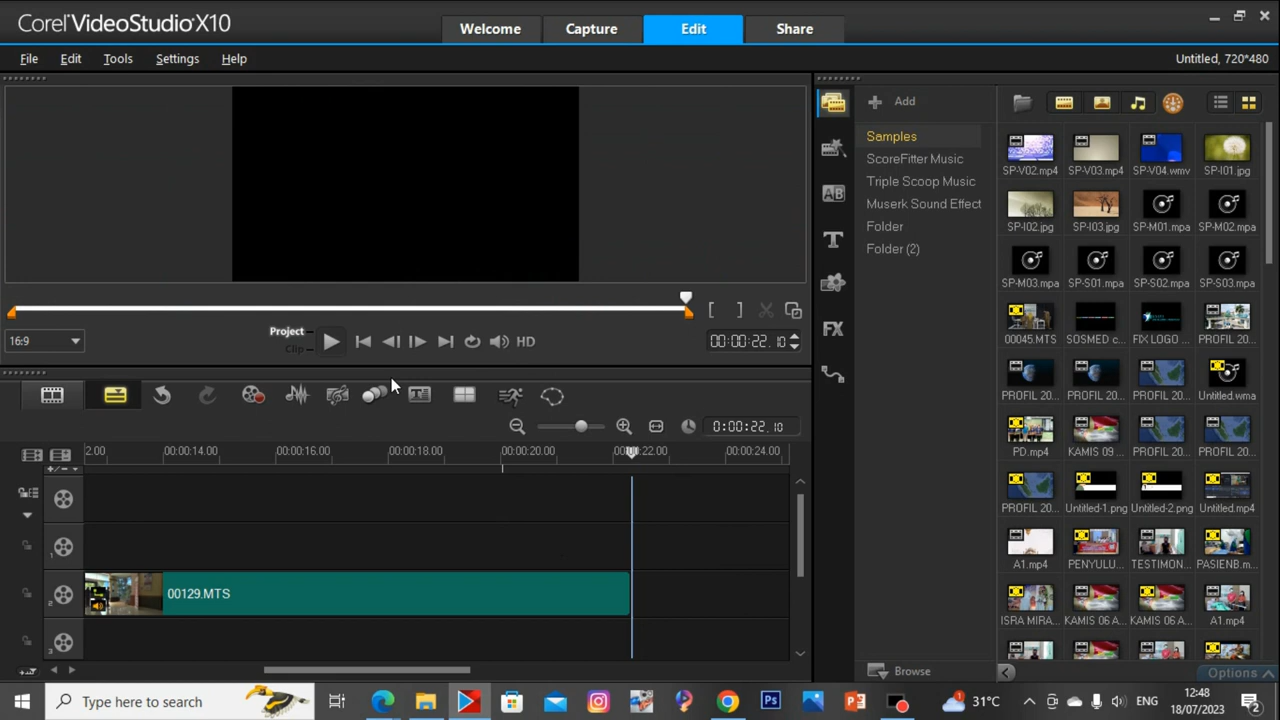 Corel VideoStudio X10
Welcome
Capture
Edit
Share
File
Edit
Tools
Settings
Help
Untitled, 720*480
Project
Clip
16:9
HD
00:00:22.10
Add
Samples
ScoreFitter Music
Triple Scoop Music
Muserk Sound Effect
Folder
Folder (2)
Browse
Options
AB
T
FX
SP-V02.mp4
SP-V03.mp4
SP-V04.wmv
SP-I01.jpg
SP-I02.jpg
SP-I03.jpg
SP-M01.mpa
SP-M02.mpa
SP-M03.mpa
SP-S01.mpa
SP-S02.mpa
SP-S03.mpa
00045.MTS
SOSMED c...
FIX LOGO ...
PROFIL 20...
PROFIL 20...
PROFIL 20...
PROFIL 20...
Untitled.wma
PD.mp4
KAMIS 09 ...
PROFIL 20...
PROFIL 20...
PROFIL 20...
Untitled-1.png
Untitled-2.png
Untitled.mp4
A1.mp4
PENYULU...
TESTIMON...
PASIENB.m...
ISRA MIRA...
KAMIS 06 A...
KAMIS 06 A...
A1.mp4
0:00:22.10
2.00
00:00:14.00
00:00:16.00
00:00:18.00
00:00:20.00
00:00:22.00
00:00:24.00
1
2
3
00129.MTS
Type here to search
Ps
31°C
ENG
12:48
18/07/2023
2